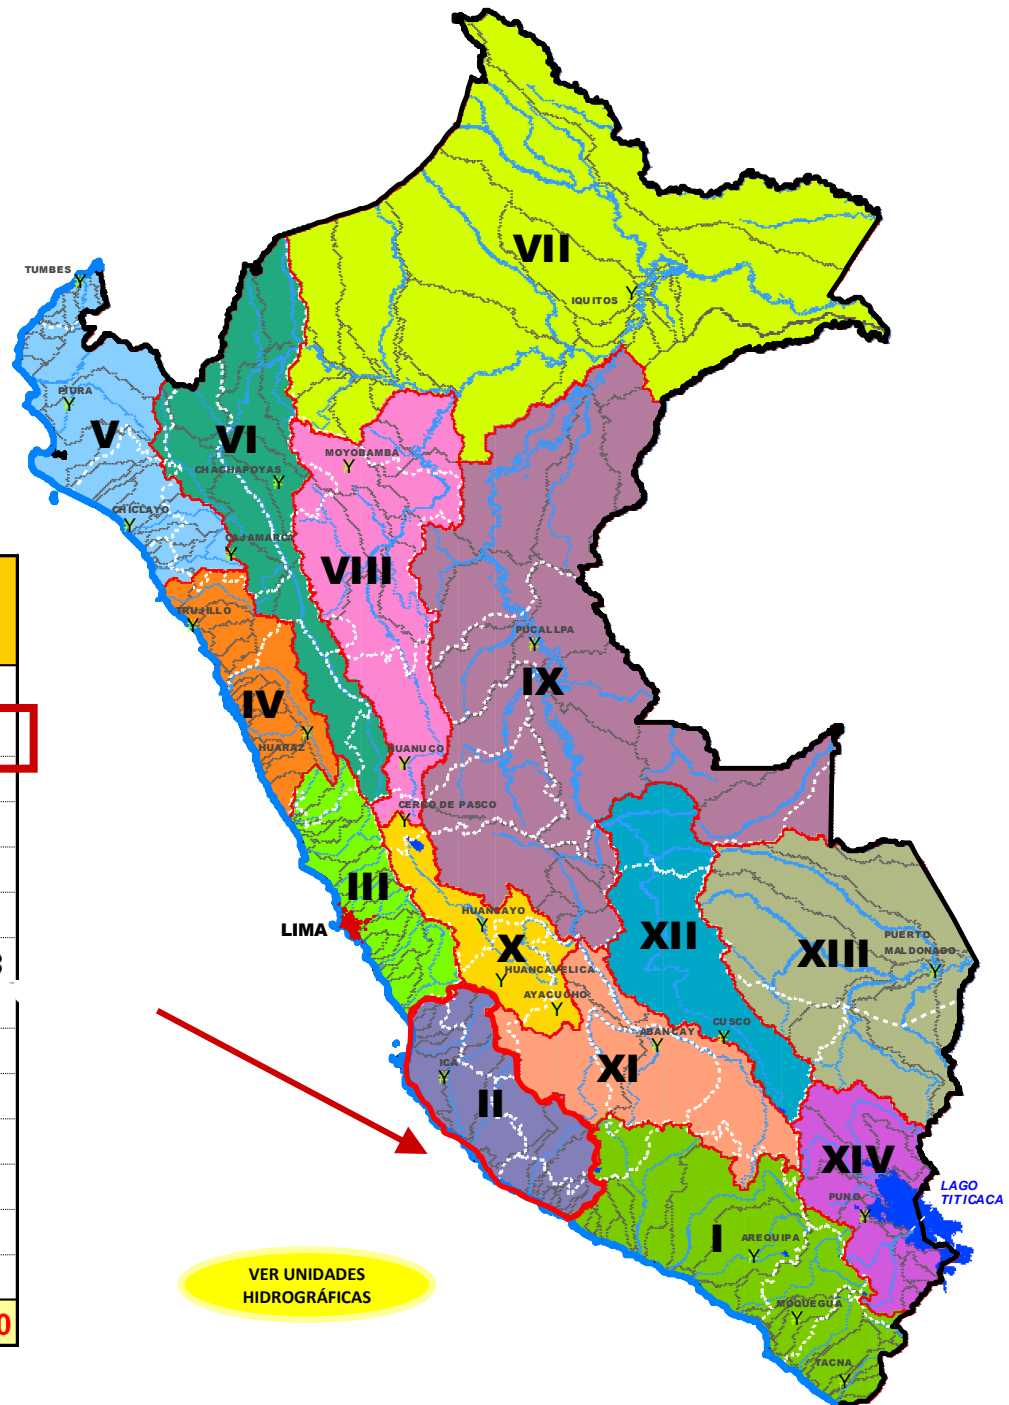 VII
TUMBES
IQUITOS
PIURA
V
VI
MOYOBAMBA
CHACHAPOYAS
CHICLAYO
CAJAMARCA
VIII
TRUJILLO
PUCALLPA
IX
IV
HUARAZ
HUANUCO
CERRO DE PASCO
III
LIMA
HUANCAYO
X
XII
XIII
PUERTO
MALDONADO
HUANCAVELICA
AYACUCHO
ABANCAY
CUSCO
ICA
XI
II
XIV
PUNO
LAGO
TITICACA
I
AREQUIPA
VER UNIDADES
HIDROGRÁFICAS
MOQUEGUA
0
TACNA